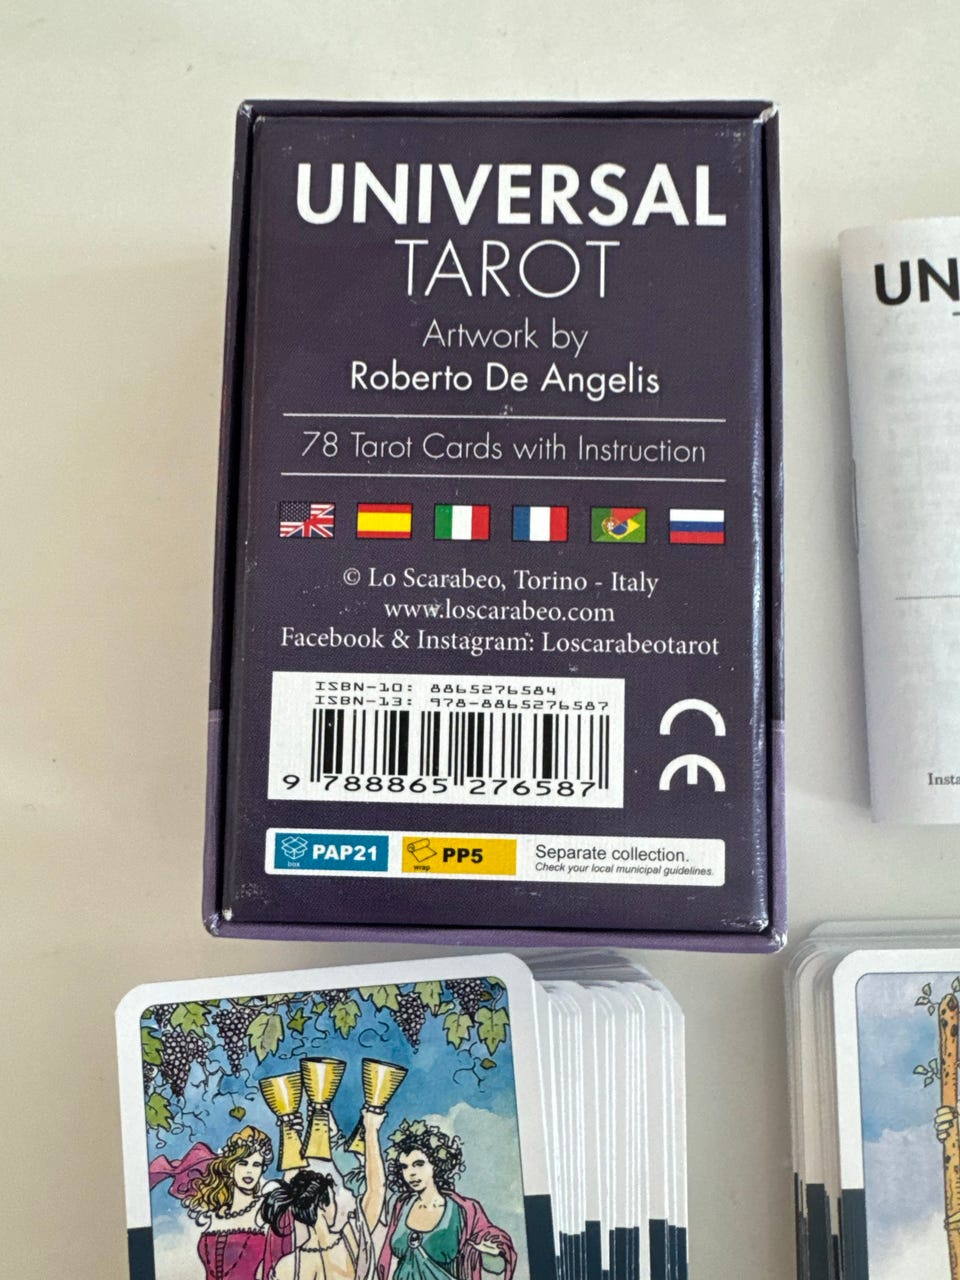 UNIVERSAL
TAROT
Artwork by
Roberto De Angelis
78 Tarot Cards with Instruction
© Lo Scarabeo, Torino - Italy
www.loscarabeo.com
Facebook & Instagram: Loscarabeotarot
ISBN-10: 8865276584
ISBN-13: 978-8865276587
9 788865 276587
box
PAP21
wrap
PP5
Separate collection.
Check your local municipal guidelines.
CE
UN
Insta